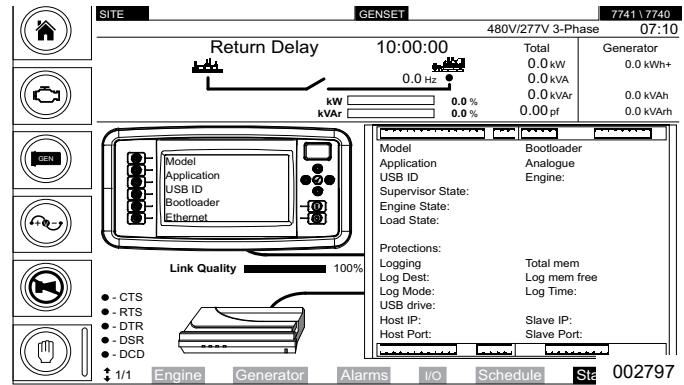 SITE GENSET 7741 \ 7740
480V/277V 3-Phase 07:10
Return Delay 10:00:00 Total Generator
0.0 kW 0.0 kWh+
0.0 Hz 0.0 kVA
0.0 kVAr 0.0 kVAh
kW 0.0 %
kVAr 0.0 % 0.00 pf 0.0 kVArh
GEN
Model
Application
USB ID
Bootloader
Ethernet
Model Bootloader
Application Analogue
USB ID Engine:
Supervisor State:
Engine State:
Load State:
Protections:
Logging Total mem
Log Dest: Log mem free
Log Mode: Log Time:
USB drive:
Host IP: Slave IP:
Host Port: Slave Port:
Link Quality 100%
- CTS
- RTS
- DTR
- DSR
- DCD
1/1 Engine Generator Alarms I/O Schedule Sta 002797